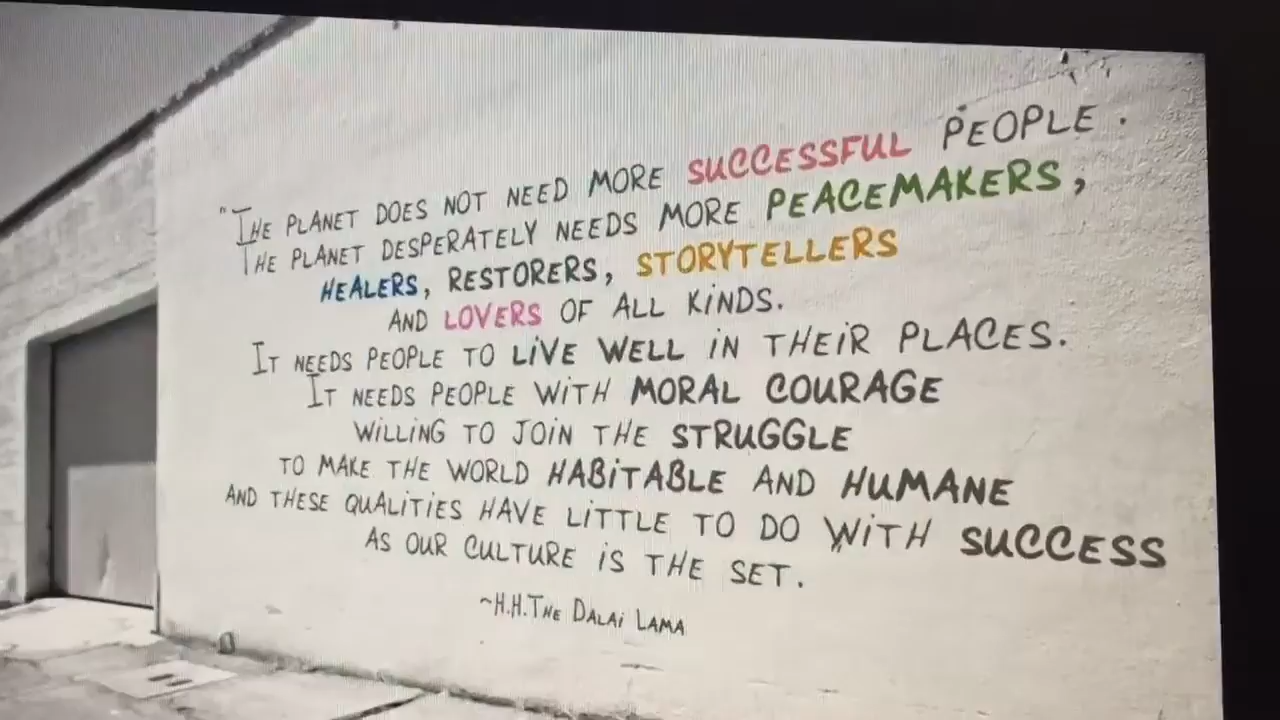 "The planet does not need more SUCCESSFUL PEOPLE.
The planet desperately needs more PEACEMAKERS,
HEALERS, RESTORERS, STORYTELLERS
AND LOVERS OF ALL KiNDS.
IT NEEDS PEOPLE TO LiVE WELL iN THEiR PLACES.
IT NEEDS PEOPLE WiTH MORAL COURAGE
WiLLiNG TO JOiN THE STRUGGLE
TO MAKE THE WORLD HABiTABLE AND HUMANE
AND THESE QUALiTiES HAVE LiTTLE TO DO WiTH SUCCESS
AS OUR CULTURE iS THE SET.
~H.H.THE DALAi LAMA